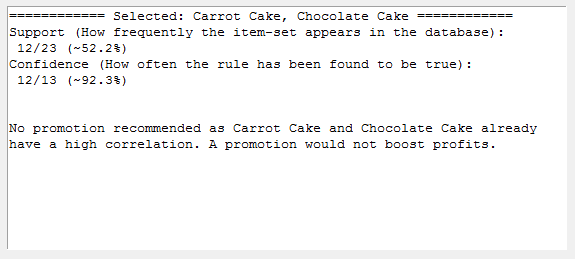 ============ Selected: Carrot Cake, Chocolate Cake ============
Support (How frequently the item-set appears in the database):
 12/23 (~52.2%)
Confidence (How often the rule has been found to be true):
 12/13 (~92.3%)
No promotion recommended as Carrot Cake and Chocolate Cake already
have a high correlation. A promotion would not boost profits.